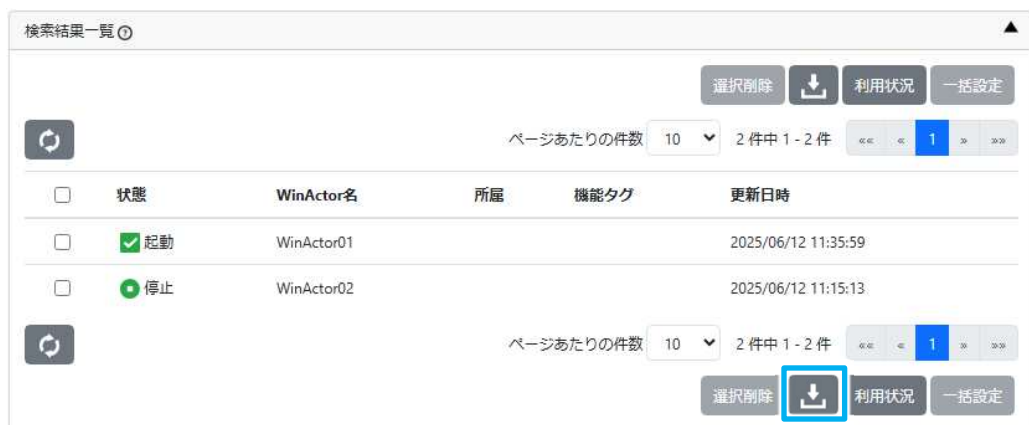 検索結果一覧?
選択削除 利用状況 一括設定
ページあたりの件数 10 2 件中 1 - 2 件 «« « 1 » »»
状態 WinActor名 所属 機能タグ 更新日時
起動 WinActor01 2025/06/12 11:35:59
停止 WinActor02 2025/06/12 11:15:13
ページあたりの件数 10 2 件中 1 - 2 件 «« « 1 » »»
選択削除 利用状況 一括設定